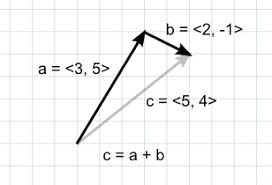 b = <2, -1>
a = <3, 5>
c = <5, 4>
c = a + b